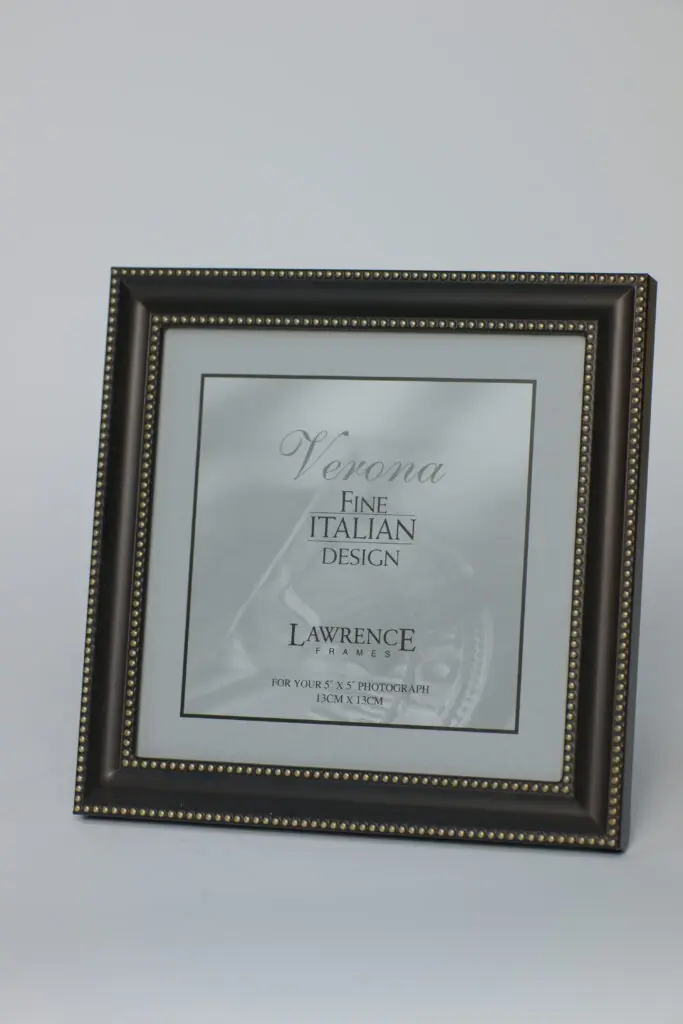 Verona
FINE
ITALIAN
DESIGN
LAWRENCE
FRAMES
FOR YOUR 5" X 5" PHOTOGRAPH
13CM X 13CM